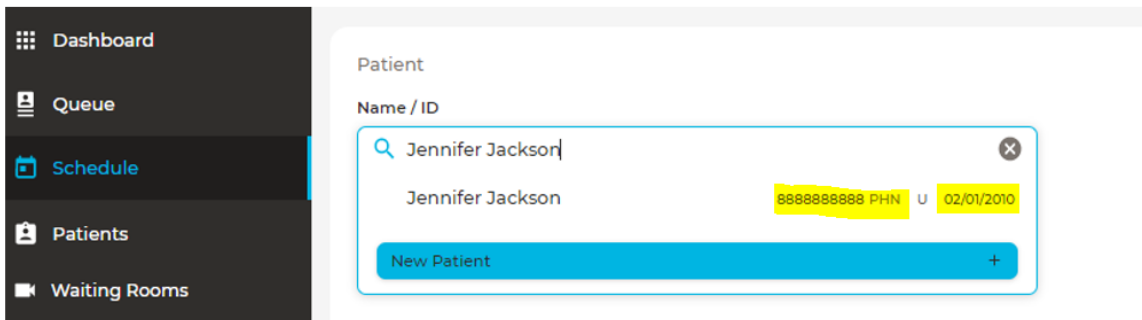 Dashboard
Queue
Schedule
Patients
Waiting Rooms
Patient
Name / ID
Jennifer Jackson
Jennifer Jackson 8888888888 PHN U 02/01/2010
New Patient +